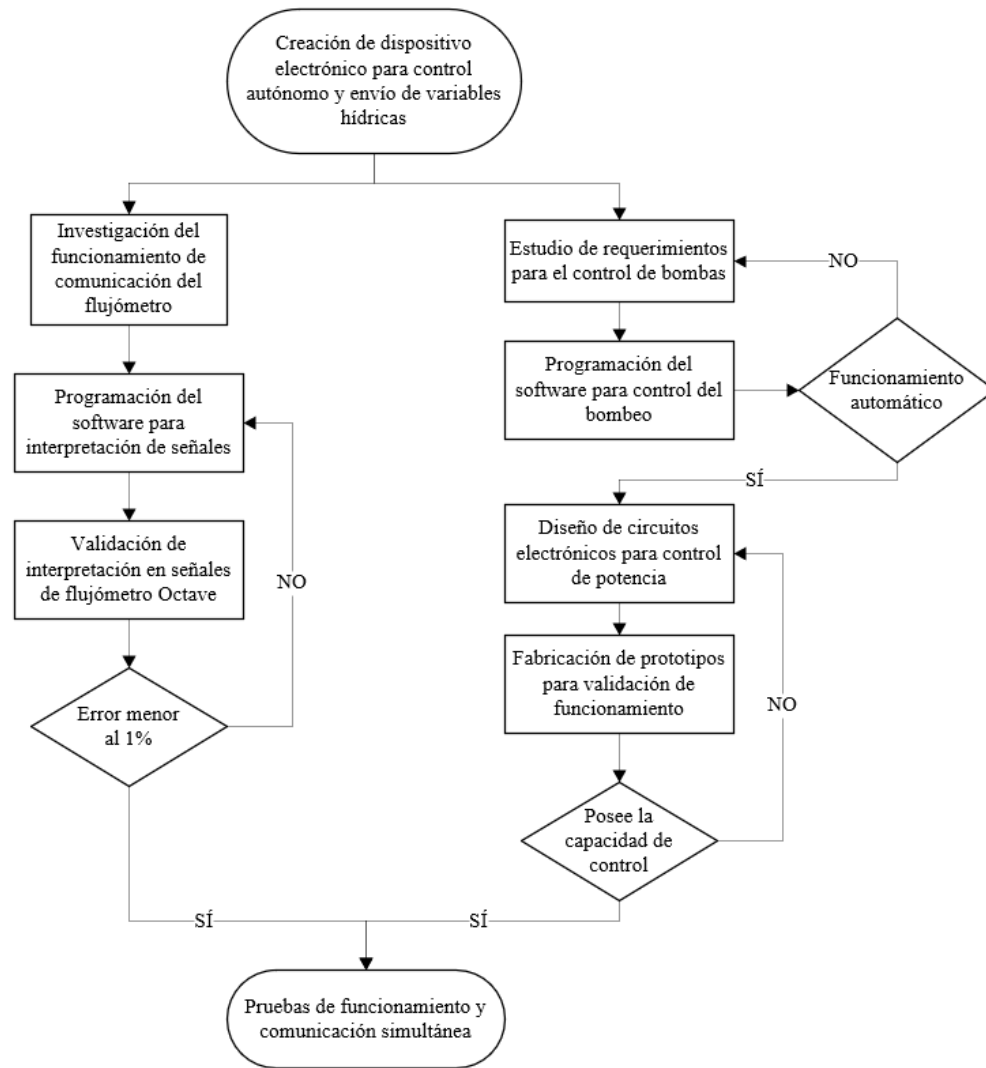 Creación de dispositivo
electrónico para control
autónomo y envío de variables
hídricas
Investigación del
funcionamiento de
comunicación del
flujómetro
Programación del
software para
interpretación de señales
Validación de
interpretación en señales
de flujómetro Octave
NO
Error menor
al 1%
SÍ
Estudio de requerimientos
para el control de bombas
NO
Programación del
software para control del
bombeo
Funcionamiento
automático
SÍ
Diseño de circuitos
electrónicos para control
de potencia
Fabricación de prototipos
para validación de
funcionamiento
NO
Posee la
capacidad de
control
SÍ
Pruebas de funcionamiento y
comunicación simultánea